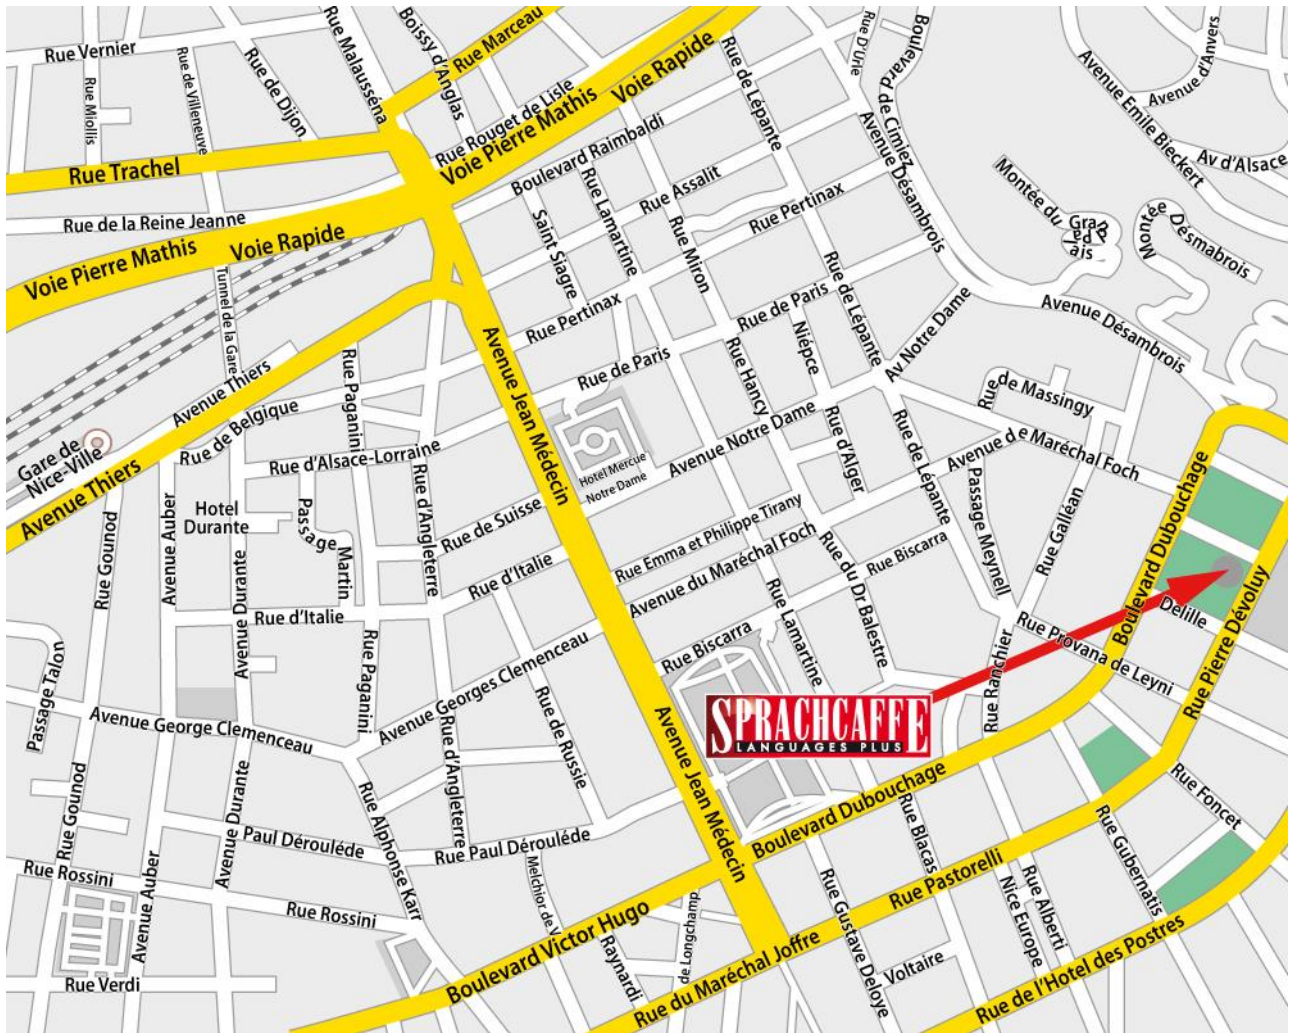 Rue Vernier
Rue Malausséna
Boissy d'Anglas
Rue Marceau
Rue D'Urie
Boulevard de Cimiez
Avenue d'Anvers
Avenue Emile Bieckert
Av d'Alsace
Rue Miollis
Rue de Villeneuve
Rue de Dijon
Rue Rouget de Lisle
Voie Pierre Mathis
Voie Rapide
Rue de Lépante
Avenue Désambrois
Rue Trachel
Boulevard Raimbaldi
Rue Assalit
Rue Pertinax
Montée du
Gra
Pal
ais
Montée
Désmabrois
Rue de la Reine Jeanne
Voie Pierre Mathis
Voie Rapide
Saint Siagre
Rue Lamartine
Rue Miron
Rue de Lépante
Tunnel de la Gare
Rue Pertinax
Rue de Paris
Niépce
Av Notre Dame
Avenue Désambrois
Avenue Thiers
Rue Paganini
Avenue Jean Médecin
Rue de Paris
Rue Hancy
Rue de Massingy
Rue de Belgique
Rue d'Alsace-Lorraine
Avenue Notre Dame
Rue d'Alger
Rue de Lépante
Avenue de Maréchal Foch
Gare de
Nice-Ville
Avenue Thiers
Hotel Mercue
Notre Dame
Hotel
Durante
Passage Martin
Rue d'Angleterre
Rue de Suisse
Rue Gounod
Avenue Auber
Avenue Durante
Rue Emma et Philippe Tirany
Avenue du Maréchal Foch
Rue Biscarra
Passage Meynell
Rue Galléan
Boulevard Dubouchage
Rue d'Italie
Rue d'Italie
Rue du Dr Balestre
Rue Lamartine
Delille
Rue Provana de Leyni
Rue Pierre Dévoluy
Passage Talon
Rue Paganini
Avenue Georges Clemenceau
Rue Biscarra
Rue Ranchier
SPRACHCAFFE
LANGUAGES PLUS
Avenue George Clemenceau
Rue d'Angleterre
Rue de Russie
Avenue Jean Médecin
Rue Gounod
Avenue Durante
Rue Alphonse Karr
Boulevard Dubouchage
Rue Foncet
Paul Dérouléde
Rue Paul Dérouléde
Rue Blacas
Rue Gubernatis
Rue Rossini
Avenue Auber
Rue Rossini
Melchior de V
Rue Pastorelli
Nice Europe
Rue Alberti
Boulevard Victor Hugo
Raynardi
de Longchamp
Rue Gustave Deloye
Voltaire
Rue Verdi
Rue du Maréchal Joffre
Rue de l'Hotel des Postres